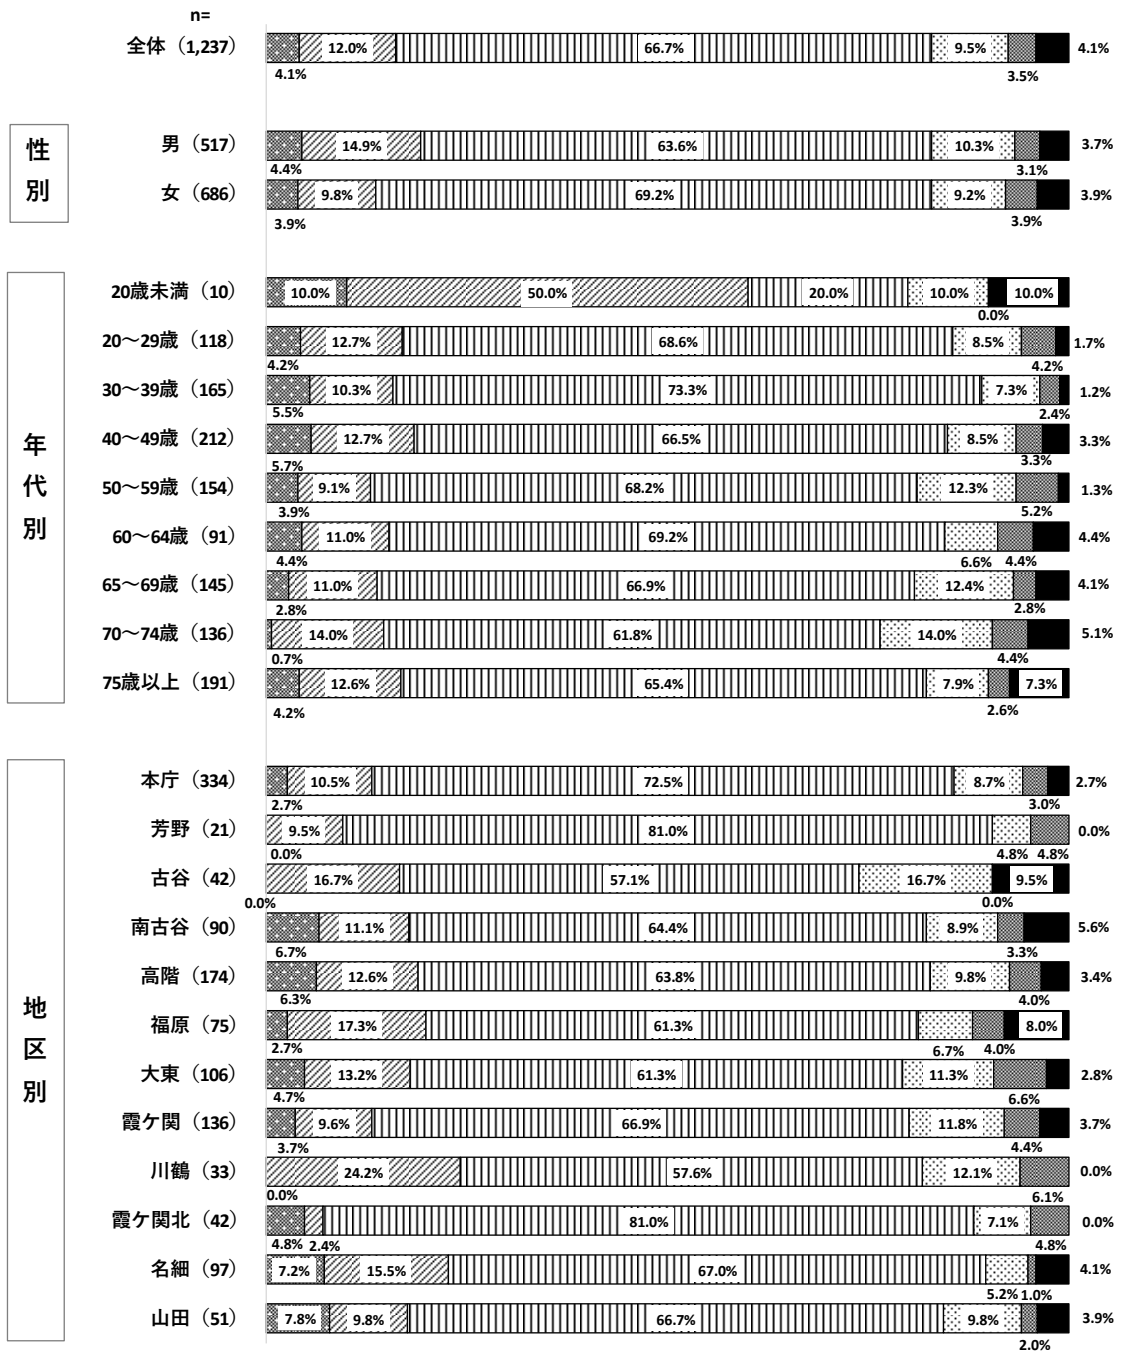 n=
全体（1,237） 12.0% 66.7% 9.5% 4.1%
4.1% 3.5%
性別
男（517） 14.9% 63.6% 10.3% 3.7%
4.4% 3.1%
女（686） 9.8% 69.2% 9.2% 3.9%
3.9% 3.9%
年代別
20歳未満（10） 10.0% 50.0% 20.0% 10.0% 10.0%
0.0%
20～29歳（118） 12.7% 68.6% 8.5% 1.7%
4.2% 4.2%
30～39歳（165） 10.3% 73.3% 7.3% 1.2%
5.5% 2.4%
40～49歳（212） 12.7% 66.5% 8.5% 3.3%
5.7% 3.3%
50～59歳（154） 9.1% 68.2% 12.3% 1.3%
3.9% 5.2%
60～64歳（91） 11.0% 69.2% 4.4%
4.4% 6.6% 4.4%
65～69歳（145） 11.0% 66.9% 12.4% 4.1%
2.8% 2.8%
70～74歳（136） 14.0% 61.8% 14.0% 5.1%
0.7% 4.4%
75歳以上（191） 12.6% 65.4% 7.9% 7.3%
4.2% 2.6%
地区別
本庁（334） 10.5% 72.5% 8.7% 2.7%
2.7% 3.0%
芳野（21） 9.5% 81.0% 0.0%
0.0% 4.8% 4.8%
古谷（42） 16.7% 57.1% 16.7% 9.5%
0.0% 0.0%
南古谷（90） 11.1% 64.4% 8.9% 5.6%
6.7% 3.3%
高階（174） 12.6% 63.8% 9.8% 3.4%
6.3% 4.0%
福原（75） 17.3% 61.3% 8.0%
2.7% 6.7% 4.0%
大東（106） 13.2% 61.3% 11.3% 2.8%
4.7% 6.6%
霞ケ関（136） 9.6% 66.9% 11.8% 3.7%
3.7% 4.4%
川鶴（33） 24.2% 57.6% 12.1% 0.0%
0.0% 6.1%
霞ケ関北（42） 81.0% 7.1% 0.0%
4.8% 2.4% 4.8%
名細（97） 7.2% 15.5% 67.0% 4.1%
5.2% 1.0%
山田（51） 7.8% 9.8% 66.7% 9.8% 3.9%
2.0%